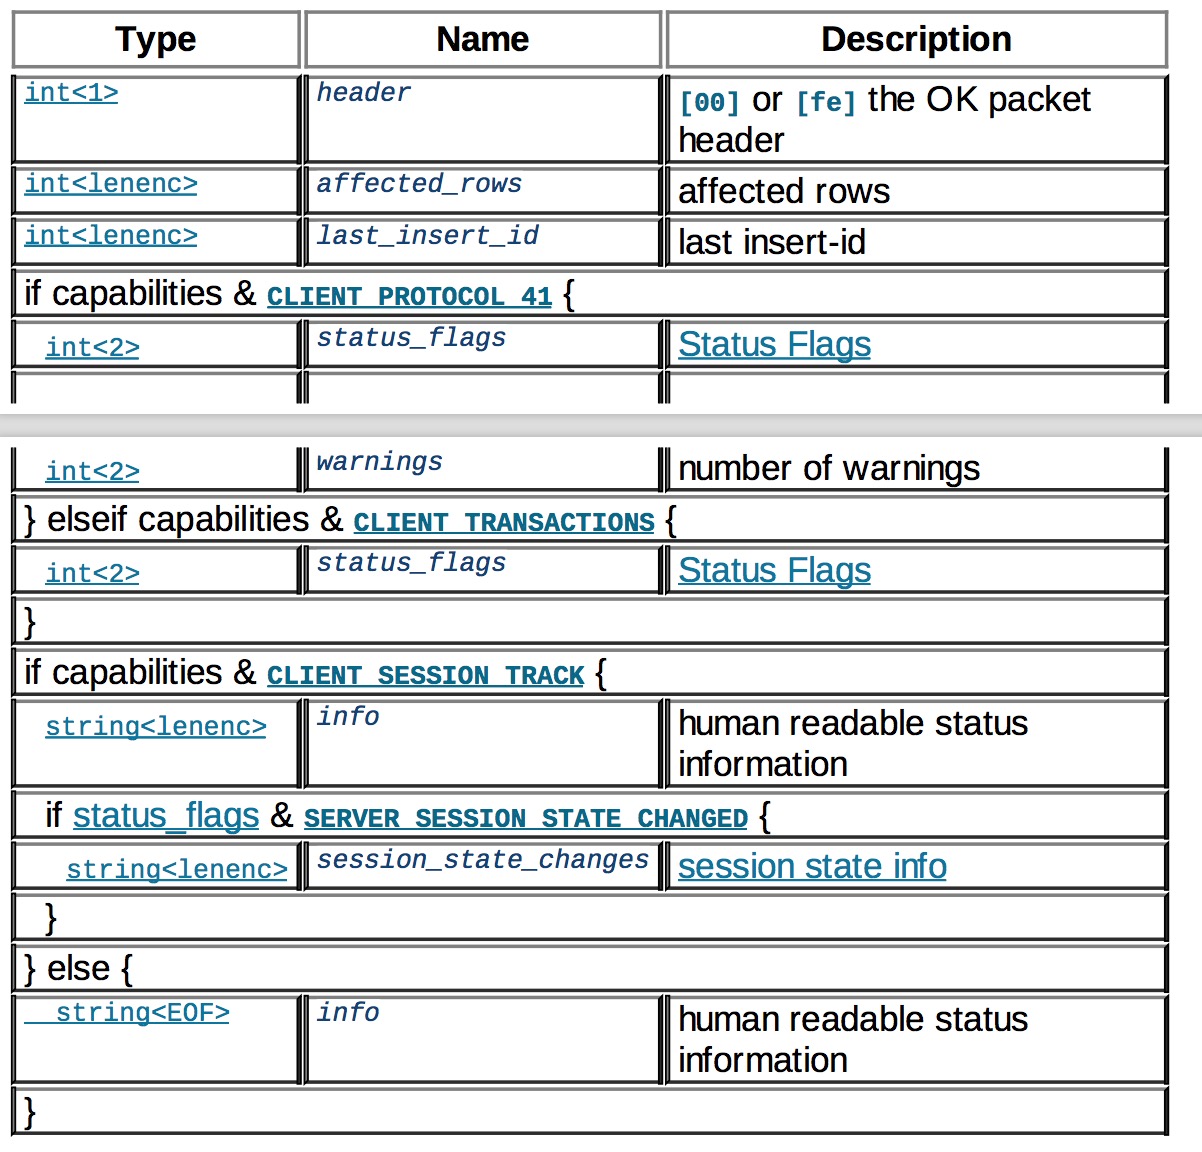 Type Name Description
int<1> header [00] or [fe] the OK packet
header
int<lenenc> affected_rows affected rows
int<lenenc> last_insert_id last insert-id
if capabilities & CLIENT_PROTOCOL_41 {
int<2> status_flags Status Flags
int<2> warnings number of warnings
} elseif capabilities & CLIENT_TRANSACTIONS {
int<2> status_flags Status Flags
}
if capabilities & CLIENT_SESSION_TRACK {
string<lenenc> info human readable status
information
if status_flags & SERVER_SESSION_STATE_CHANGED {
string<lenenc> session_state_changes session state info
}
} else {
string<EOF> info human readable status
information
}